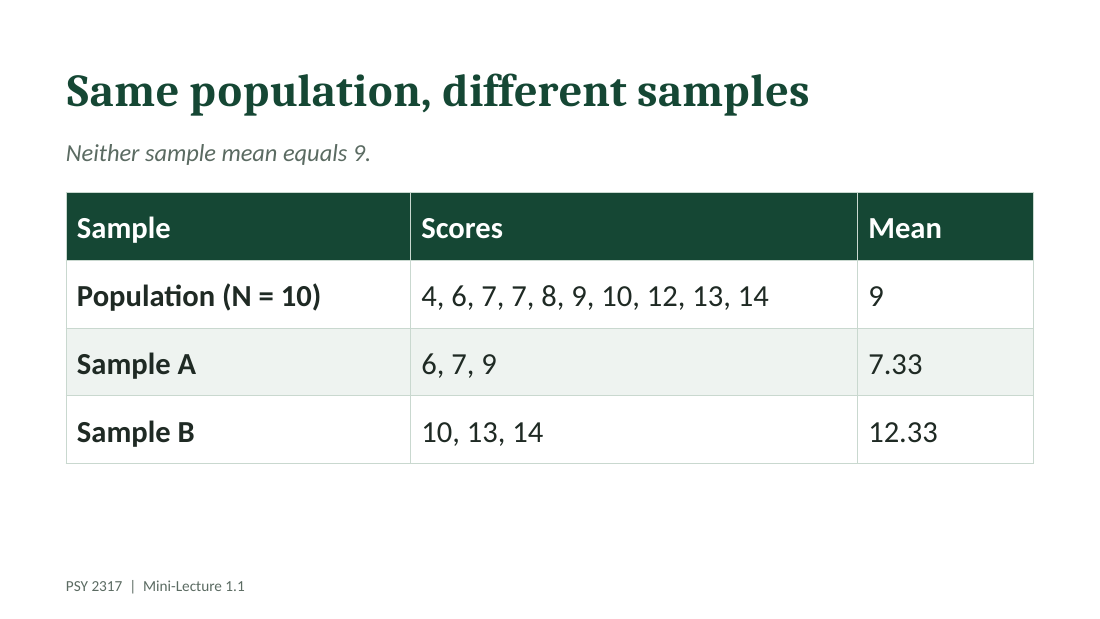 Same population, different samples
Neither sample mean equals 9.
Sample Scores Mean
Population (N = 10) 4, 6, 7, 7, 8, 9, 10, 12, 13, 14 9
Sample A 6, 7, 9 7.33
Sample B 10, 13, 14 12.33
PSY 2317 | Mini-Lecture 1.1